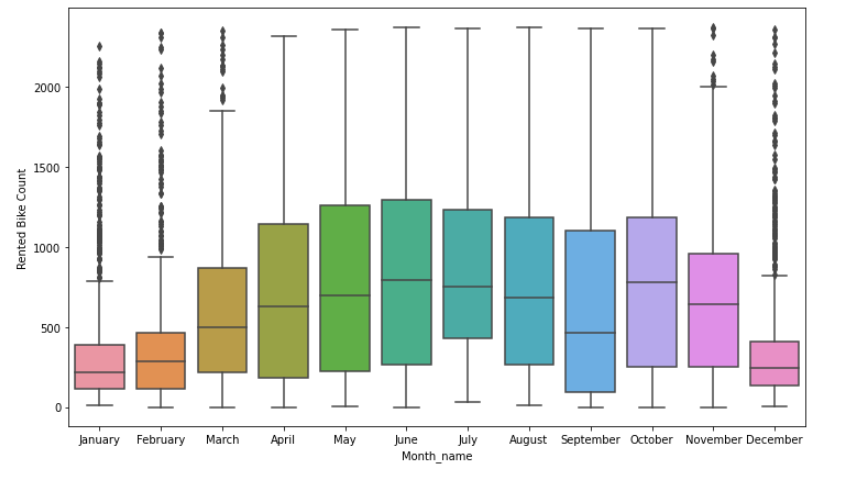 Rented Bike Count
2000
1500
1000
500
0
January February March April May June July August September October November December
Month_name